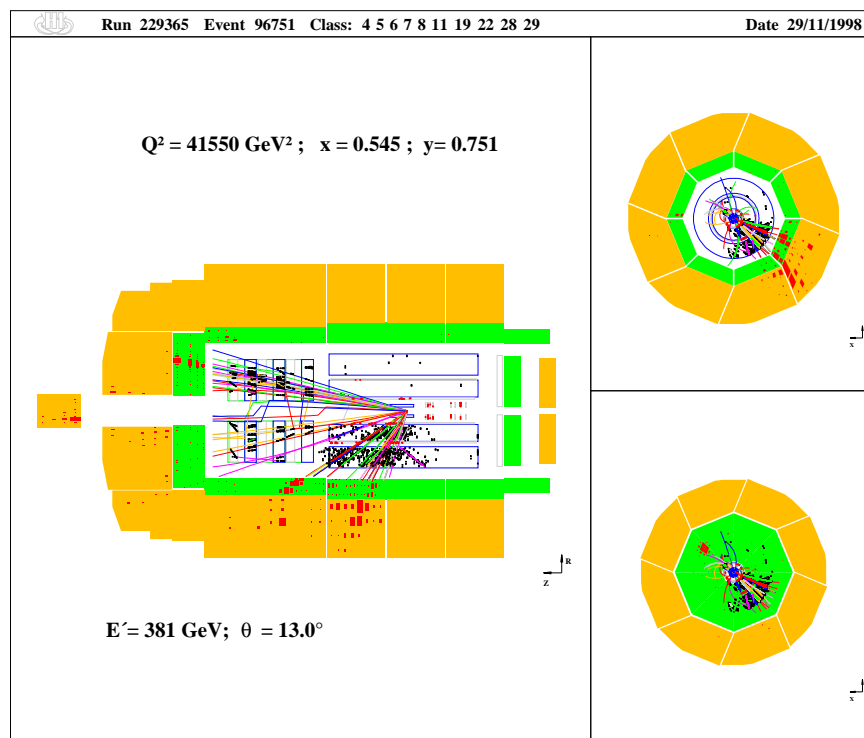 Run 229365 Event 96751 Class: 4 5 6 7 8 11 19 22 28 29 Date 29/11/1998
Q² = 41550 GeV² ; x = 0.545 ; y= 0.751
x
R
Z
E´= 381 GeV; θ = 13.0°
x